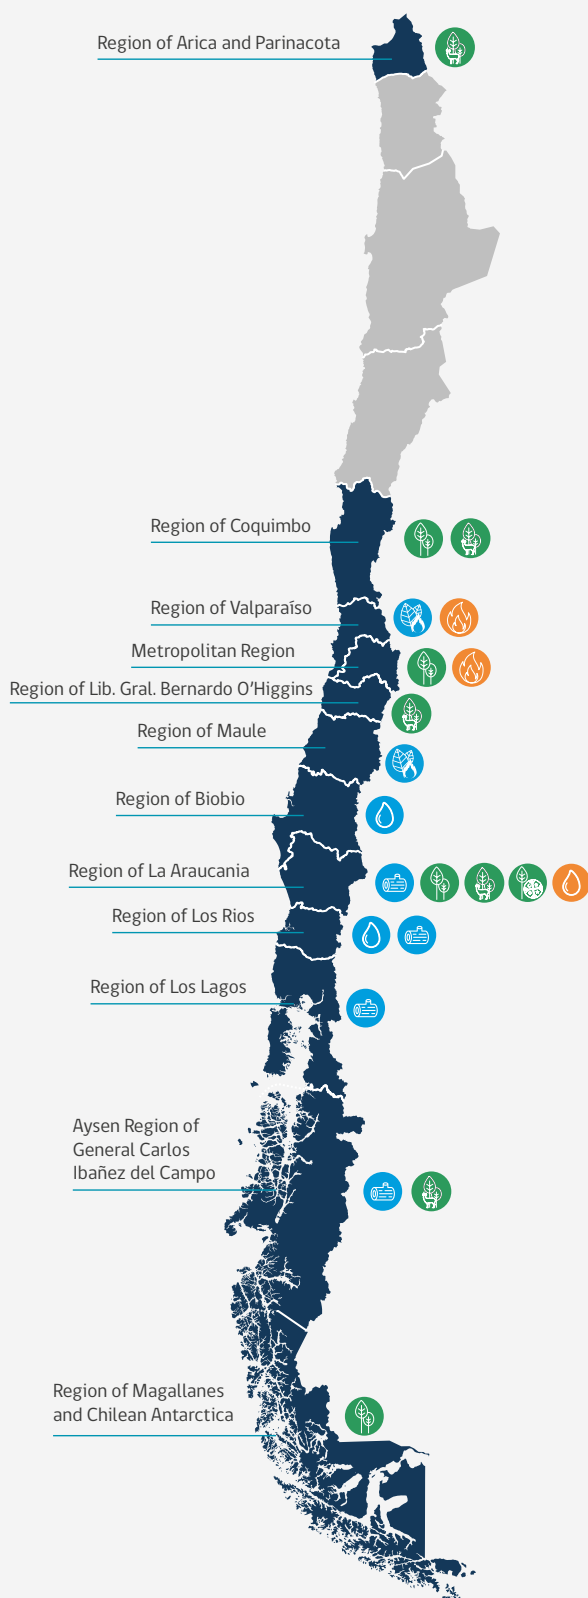 Region of Arica and Parinacota
Region of Coquimbo
Region of Valparaíso
Metropolitan Region
Region of Lib. Gral. Bernardo O'Higgins
Region of Maule
Region of Biobio
Region of La Araucania
Region of Los Rios
Region of Los Lagos
Aysen Region of
General Carlos
Ibañez del Campo
Region of Magallanes
and Chilean Antarctica